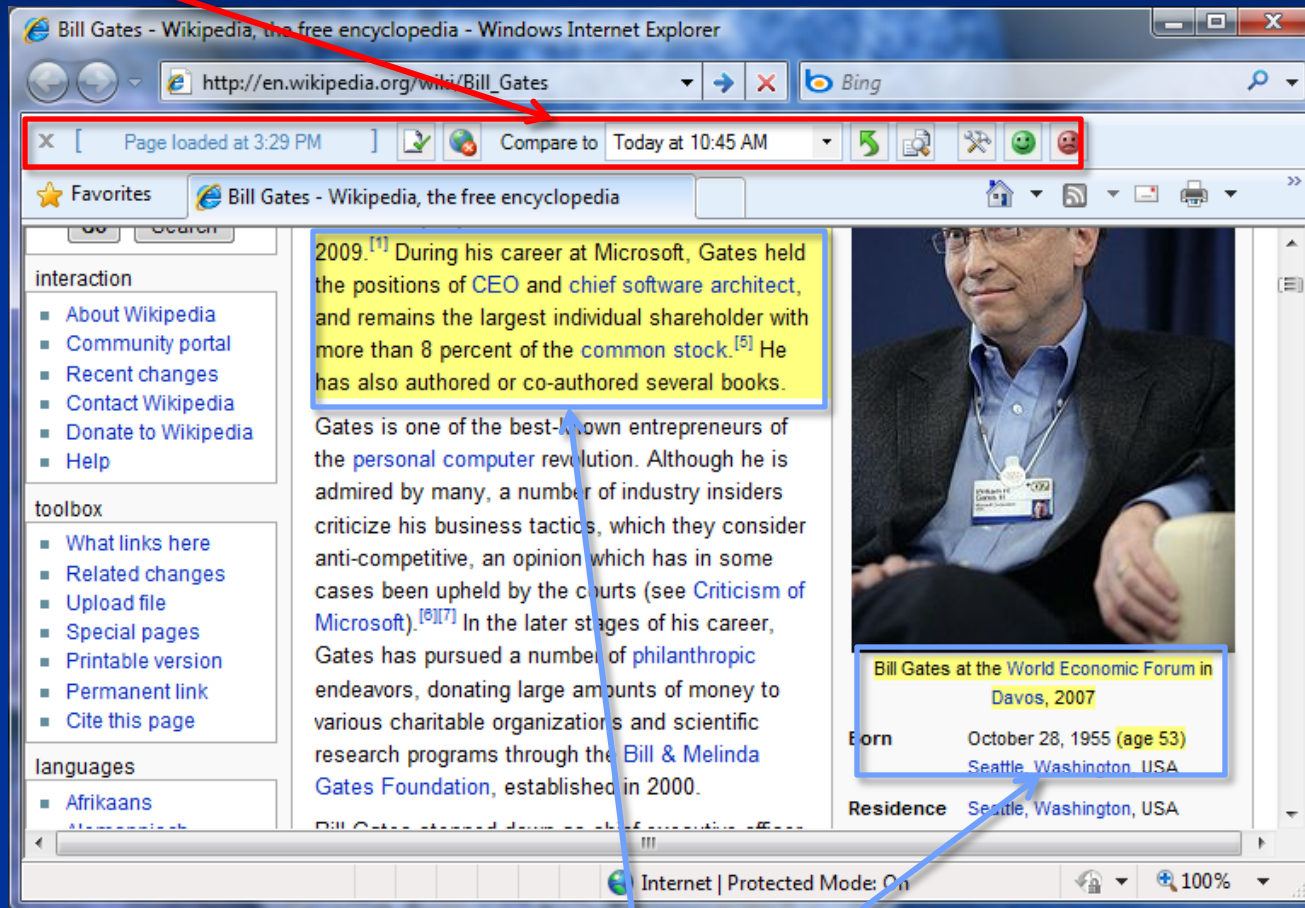 Bill Gates - Wikipedia, the free encyclopedia - Windows Internet Explorer
http://en.wikipedia.org/wiki/Bill_Gates
Bing
Page loaded at 3:29 PM
Compare to
Today at 10:45 AM
Favorites
Bill Gates - Wikipedia, the free encyclopedia
Go
Search
interaction
About Wikipedia
Community portal
Recent changes
Contact Wikipedia
Donate to Wikipedia
Help
toolbox
What links here
Related changes
Upload file
Special pages
Printable version
Permanent link
Cite this page
languages
Afrikaans
2009.[1] During his career at Microsoft, Gates held
the positions of CEO and chief software architect,
and remains the largest individual shareholder with
more than 8 percent of the common stock.[5] He
has also authored or co-authored several books.
Gates is one of the best-known entrepreneurs of
the personal computer revolution. Although he is
admired by many, a number of industry insiders
criticize his business tactics, which they consider
anti-competitive, an opinion which has in some
cases been upheld by the courts (see Criticism of
Microsoft).[6][7] In the later stages of his career,
Gates has pursued a number of philanthropic
endeavors, donating large amounts of money to
various charitable organizations and scientific
research programs through the Bill & Melinda
Gates Foundation, established in 2000.
Bill Gates stepped down as chief executive officer
Bill Gates at the World Economic Forum in
Davos, 2007
Born October 28, 1955 (age 53)
Seattle, Washington, USA
Residence Seattle, Washington, USA
Internet | Protected Mode: On
100%